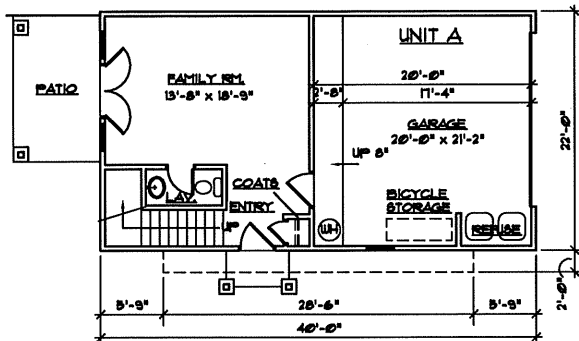 UNIT A
PATIO
FAMILY RM.
13'-8" x 18'-9"
20'-0"
2'-8"
17'-4"
GARAGE
20'-0" x 21'-2"
22'-0"
UP 8"
LAV.
COATS
ENTRY
BICYCLE
STORAGE
UP
WH
REFUSE
2'-0"
5'-9"
28'-6"
5'-9"
40'-0"